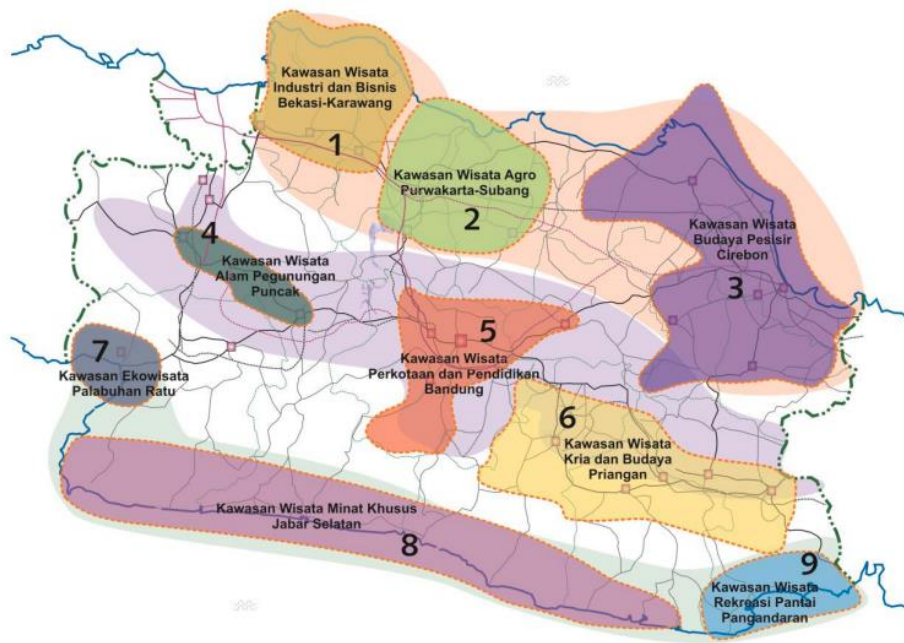 Kawasan Wisata
Industri dan Bisnis
Bekasi-Karawang
1
Kawasan Wisata Agro
Purwakarta-Subang
2
Kawasan Wisata
Budaya Pesisir
Cirebon
3
4
Kawasan Wisata
Alam Pegunungan
Puncak
5
Kawasan Wisata
Perkotaan dan Pendidikan
Bandung
6
Kawasan Wisata
Kria dan Budaya
Priangan
7
Kawasan Ekowisata
Palabuhan Ratu
Kawasan Wisata Minat Khusus
Jabar Selatan
8
9
Kawasan Wisata
Rekreasi Pantai
Pangandaran